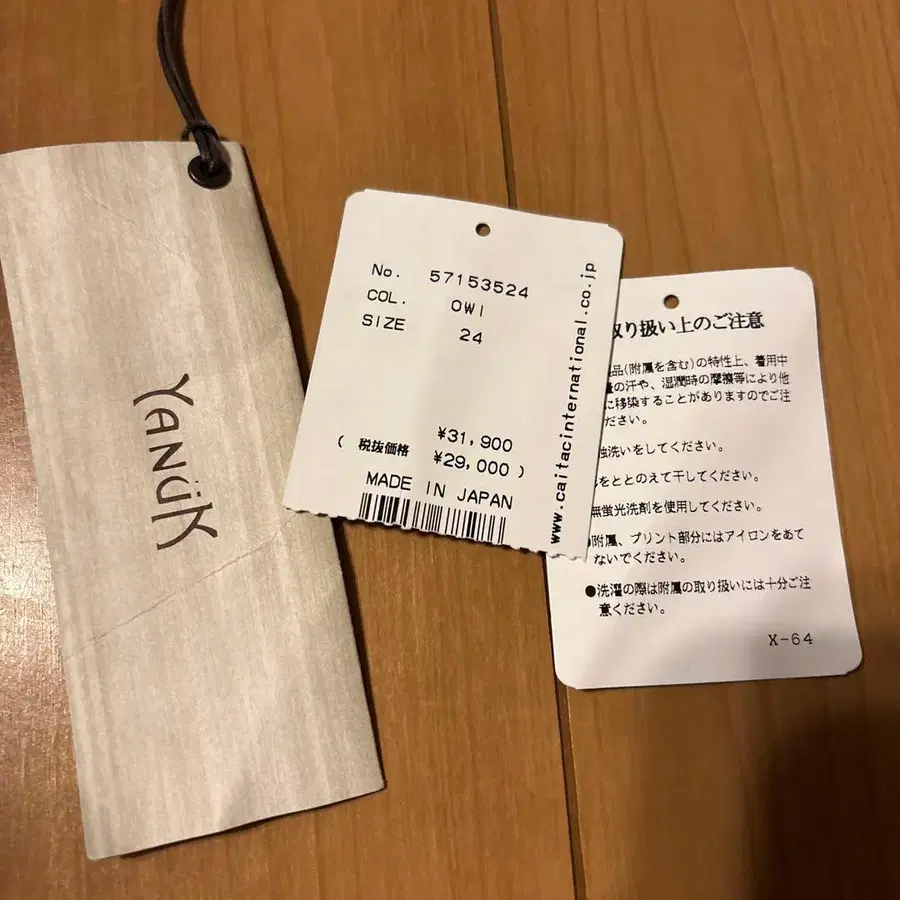 YANUK
No. 57153524
COL. OWI
SIZE 24
¥31,900
( 税抜価格 ¥29,000 )
MADE IN JAPAN
www.caitacinternational.co.jp
取り扱い上のご注意
品(附属を含む)の特性上、着用中
の汗や、湿潤時の摩擦等により他
に移染することがありますのでご注
ださい。
洗いをしてください。
をととのえて干してください。
無蛍光洗剤を使用してください。
附属、プリント部分にはアイロンをあて
ないでください。
●洗濯の際は附属の取り扱いには十分ご注
意ください。
X-64